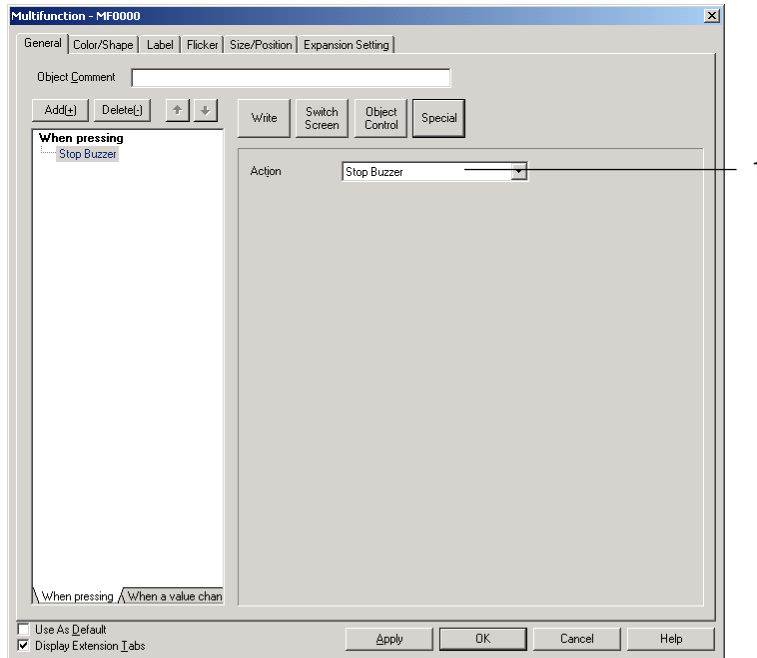 Multifunction - MF0000
General Color/Shape Label Flicker Size/Position Expansion Setting
Object Comment
Add(+) Delete(-)
Write Switch Screen Object Control Special
When pressing
Stop Buzzer
Action Stop Buzzer
When pressing When a value chan
Use As Default
Display Extension Tabs
Apply OK Cancel Help